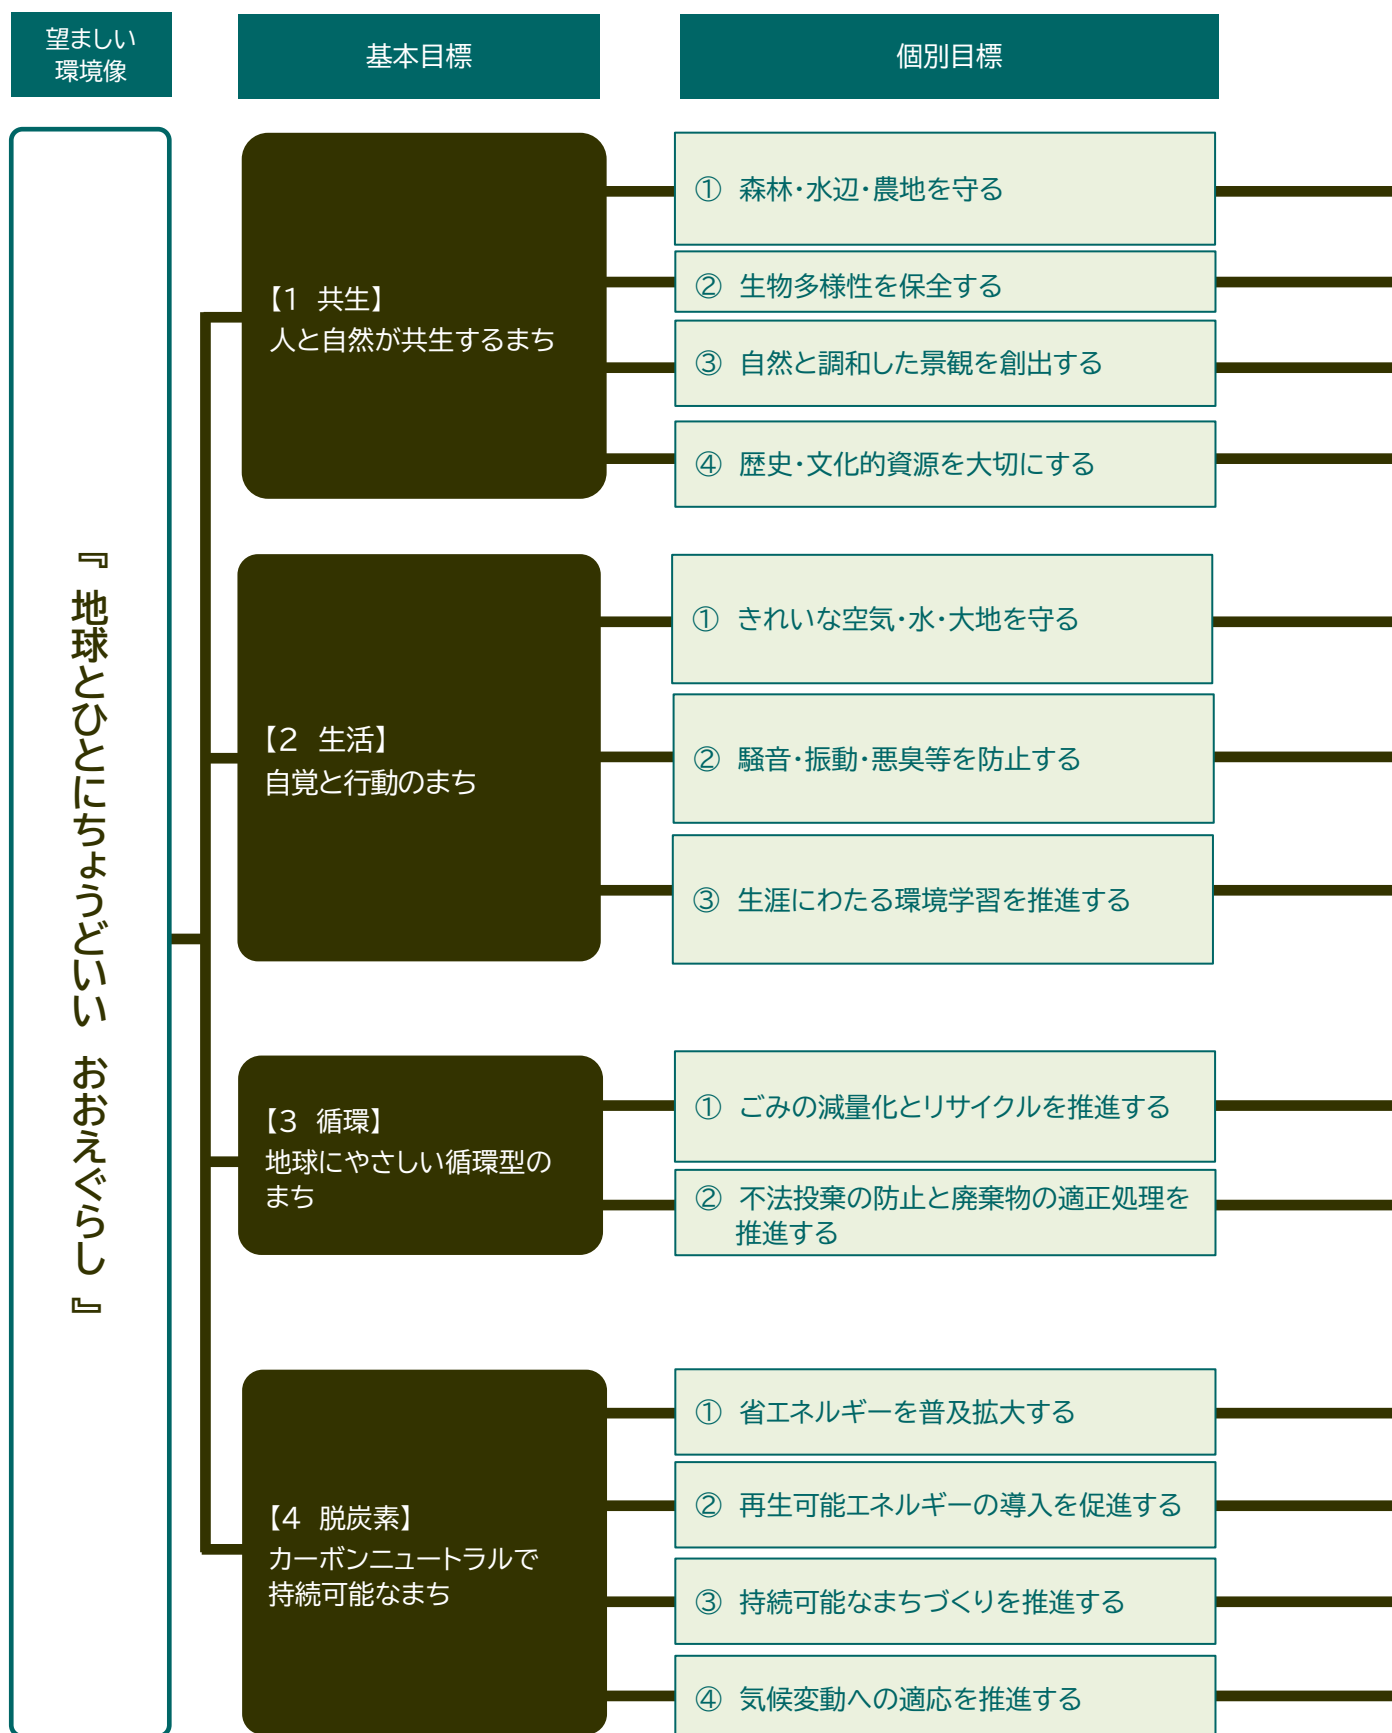 望ましい
環境像
基本目標
個別目標
『 地球とひとにちょうどいい おおえぐらし 』
【1 共生】
人と自然が共生するまち
① 森林・水辺・農地を守る
② 生物多様性を保全する
③ 自然と調和した景観を創出する
④ 歴史・文化的資源を大切にする
【2 生活】
自覚と行動のまち
① きれいな空気・水・大地を守る
② 騒音・振動・悪臭等を防止する
③ 生涯にわたる環境学習を推進する
【3 循環】
地球にやさしい循環型の
まち
① ごみの減量化とリサイクルを推進する
② 不法投棄の防止と廃棄物の適正処理を
推進する
【4 脱炭素】
カーボンニュートラルで
持続可能なまち
① 省エネルギーを普及拡大する
② 再生可能エネルギーの導入を促進する
③ 持続可能なまちづくりを推進する
④ 気候変動への適応を推進する